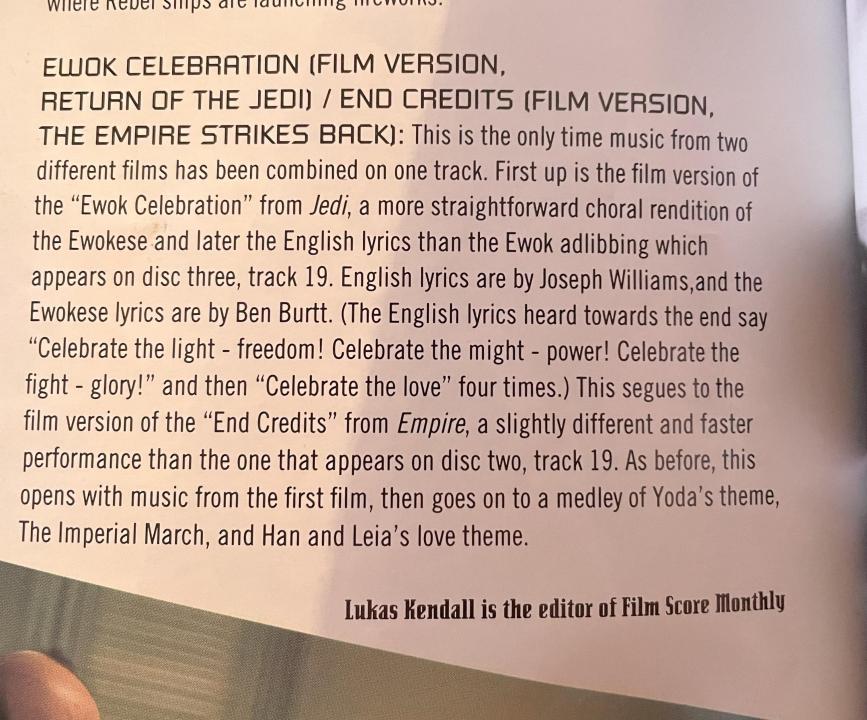 where Rebel ships are launching fireworks.
EWOK CELEBRATION (FILM VERSION,
RETURN OF THE JEDI) / END CREDITS (FILM VERSION,
THE EMPIRE STRIKES BACK): This is the only time music from two
different films has been combined on one track. First up is the film version of
the “Ewok Celebration” from Jedi, a more straightforward choral rendition of
the Ewokese and later the English lyrics than the Ewok adlibbing which
appears on disc three, track 19. English lyrics are by Joseph Williams,and the
Ewokese lyrics are by Ben Burtt. (The English lyrics heard towards the end say
“Celebrate the light - freedom! Celebrate the might - power! Celebrate the
fight - glory!” and then “Celebrate the love” four times.) This segues to the
film version of the “End Credits” from Empire, a slightly different and faster
performance than the one that appears on disc two, track 19. As before, this
opens with music from the first film, then goes on to a medley of Yoda’s theme,
The Imperial March, and Han and Leia’s love theme.
Lukas Kendall is the editor of Film Score Monthly